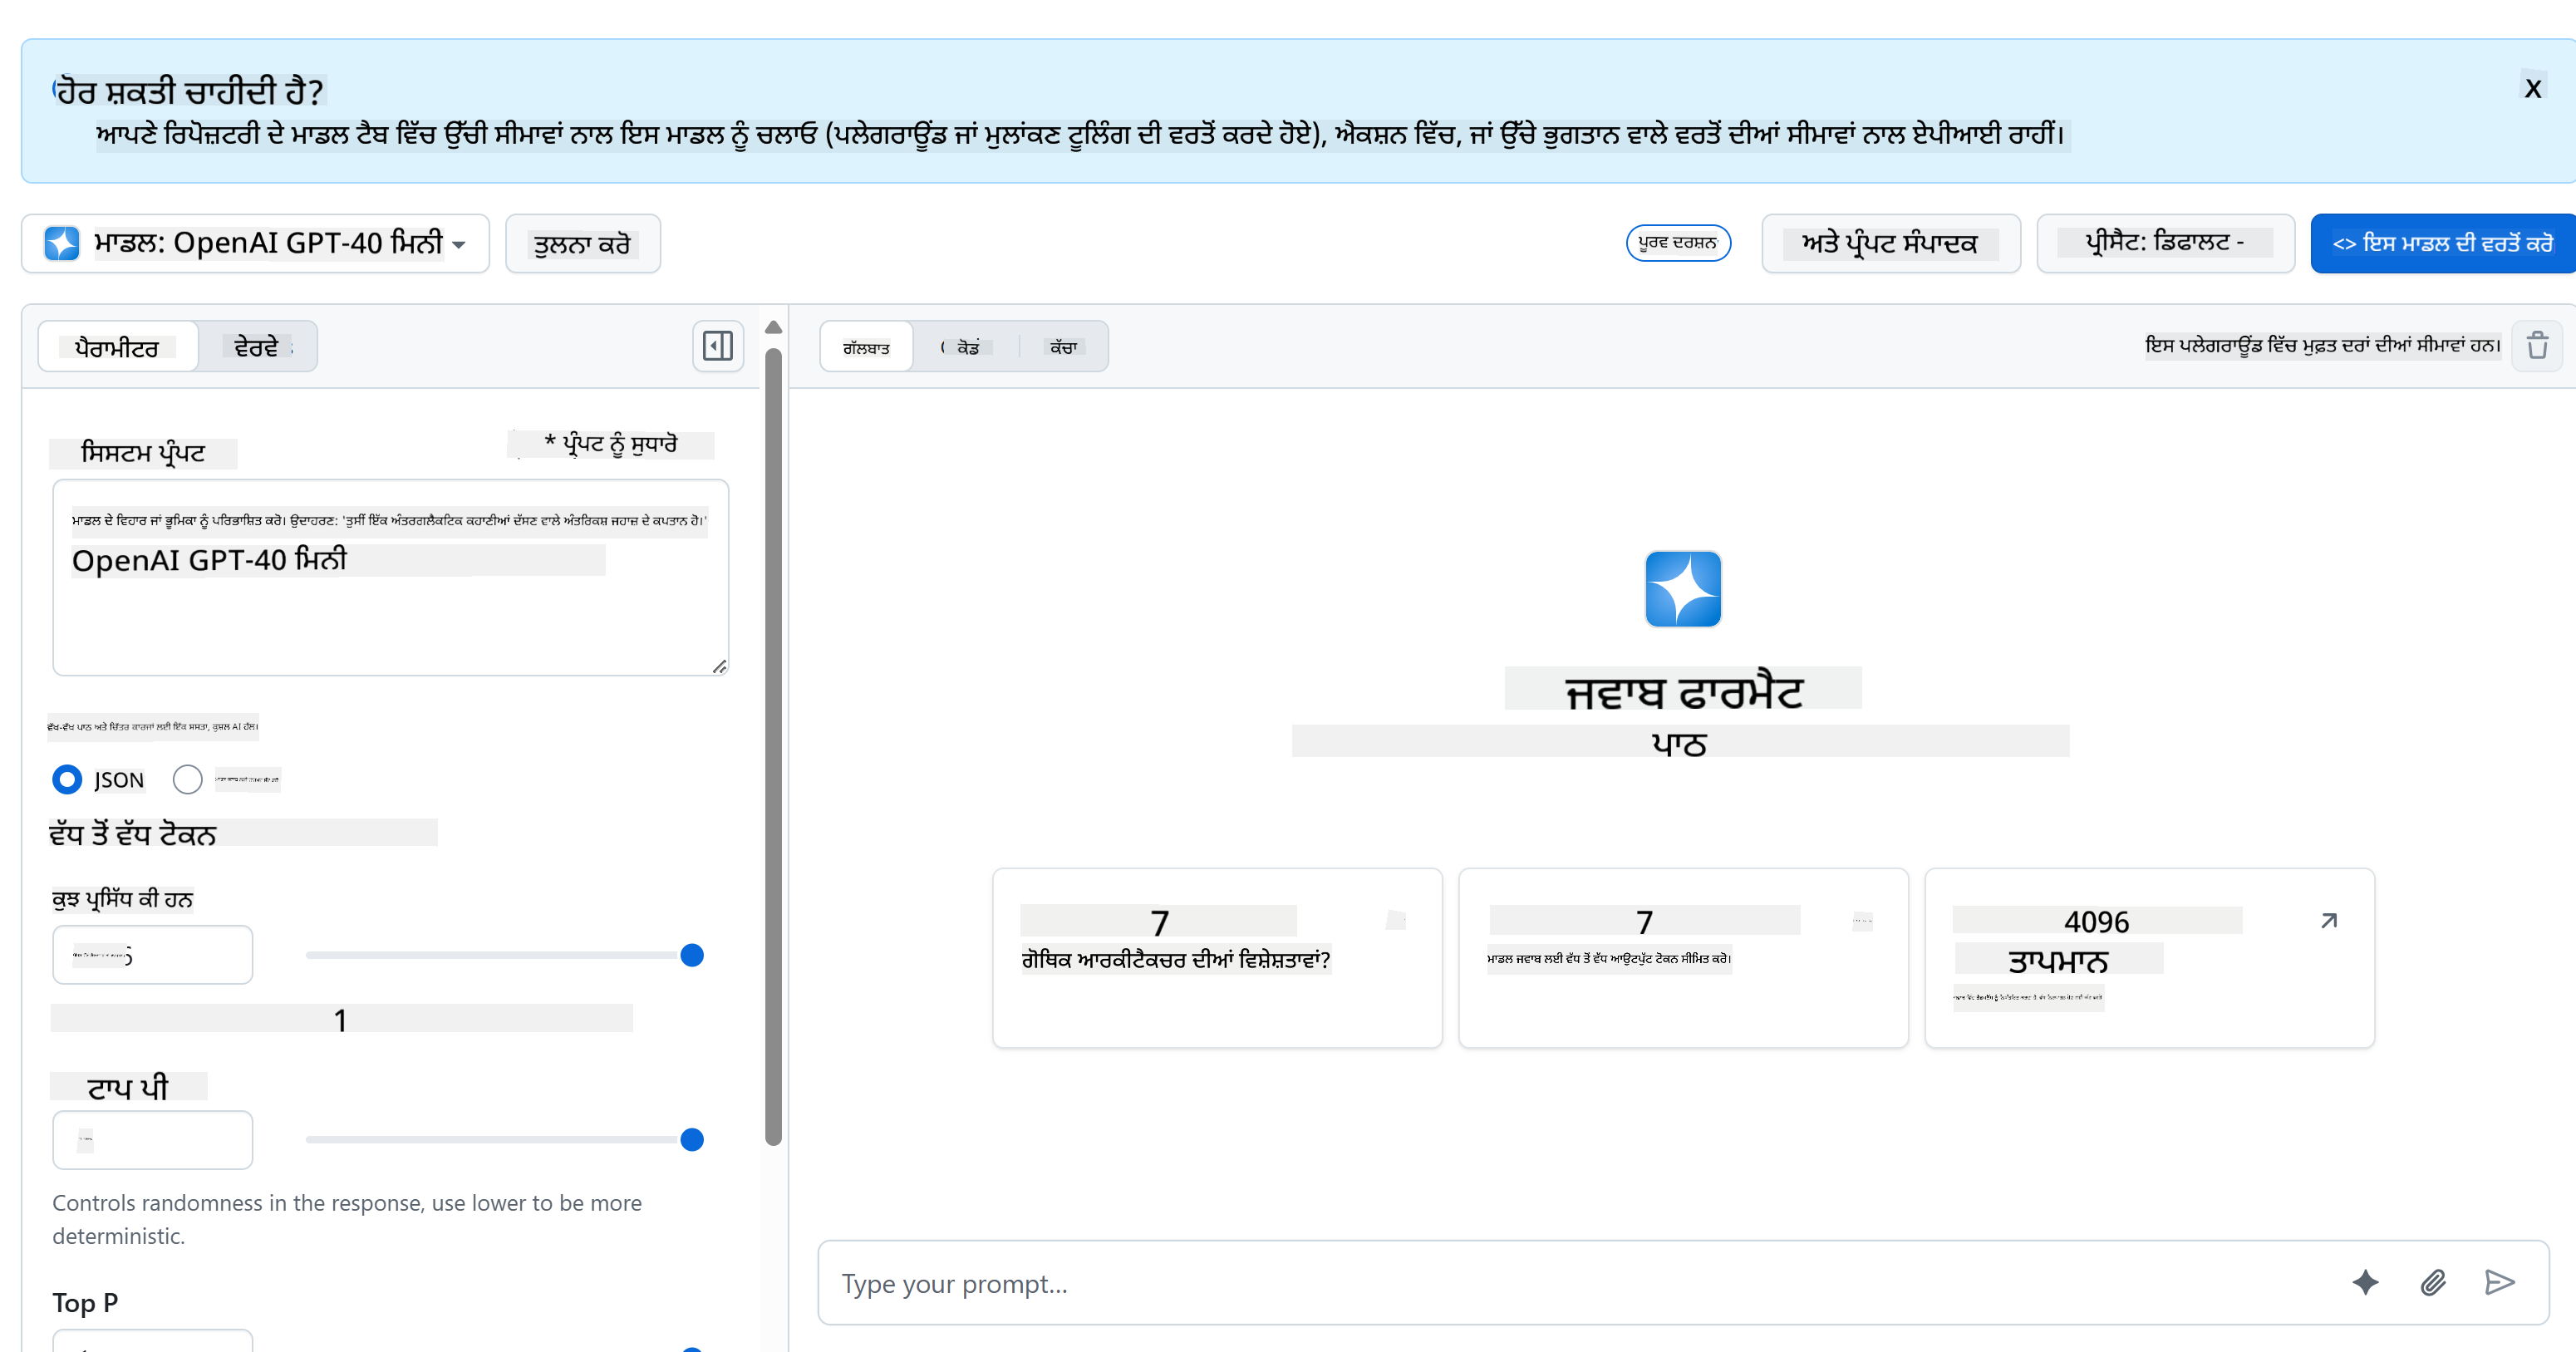 ਹੋਰ ਸ਼ਕਤੀ ਚਾਹੀਦੀ ਹੈ?
X
ਆਪਣੇ ਰਿਪੋਜ਼ਟਰੀ ਦੇ ਮਾਡਲ ਟੈਬ ਵਿੱਚ ਉੱਚੀ ਸੀਮਾਵਾਂ ਨਾਲ ਇਸ ਮਾਡਲ ਨੂੰ ਚਲਾਓ (ਪਲੇਗਰਾਊਂਡ ਜਾਂ ਮੁਲਾਂਕਣ ਟੂਲਿੰਗ ਦੀ ਵਰਤੋਂ ਕਰਦੇ ਹੋਏ), ਐਕਸ਼ਨ ਵਿੱਚ, ਜਾਂ ਉੱਚੇ ਭੁਗਤਾਨ ਵਾਲੇ ਵਰਤੋਂ ਦੀਆਂ ਸੀਮਾਵਾਂ ਨਾਲ ਏਪੀਆਈ ਰਾਹੀਂ।
ਮਾਡਲ: OpenAI GPT-40 ਮਿਨੀ
ਤੁਲਨਾ ਕਰੋ
ਪੂਰਵ ਦਰਸ਼ਨ
ਅਤੇ ਪ੍ਰੰਪਟ ਸੰਪਾਦਕ
ਪ੍ਰੀਸੈਟ: ਡਿਫਾਲਟ -
<> ਇਸ ਮਾਡਲ ਦੀ ਵਰਤੋਂ ਕਰੋ
ਪੈਰਾਮੀਟਰ
ਵੇਰਵੇ
ਗੱਲਬਾਤ
ਕੋਡ
ਕੱਚਾ
ਇਸ ਪਲੇਗਰਾਊਂਡ ਵਿੱਚ ਮੁਫ਼ਤ ਦਰਾਂ ਦੀਆਂ ਸੀਮਾਵਾਂ ਹਨ।
ਸਿਸਟਮ ਪ੍ਰੰਪਟ
* ਪ੍ਰੰਪਟ ਨੂੰ ਸੁਧਾਰੋ
ਮਾਡਲ ਦੇ ਵਿਹਾਰ ਜਾਂ ਭੂਮਿਕਾ ਨੂੰ ਪਰਿਭਾਸ਼ਿਤ ਕਰੋ। ਉਦਾਹਰਣ: 'ਤੁਸੀਂ ਇੱਕ ਅੰਤਰਗਲੈਕਟਿਕ ਕਹਾਣੀਆਂ ਦੱਸਣ ਵਾਲੇ ਅੰਤਰਿਕਸ਼ ਜਹਾਜ਼ ਦੇ ਕਪਤਾਨ ਹੋ।'
OpenAI GPT-40 ਮਿਨੀ
ਵੱਖ-ਵੱਖ ਪਾਠ ਅਤੇ ਚਿੱਤਰ ਕਾਰਜਾਂ ਲਈ ਇੱਕ ਸਸਤਾ, ਕੁਸ਼ਲ AI ਹੱਲ।
JSON
ਵੱਧ ਤੋਂ ਵੱਧ ਟੋਕਨ
ਕੁਝ ਪ੍ਰਸਿੱਧ ਕੀ ਹਨ
1
ਟਾਪ ਪੀ
Controls randomness in the response, use lower to be more
deterministic.
Top P
ਜਵਾਬ ਫਾਰਮੈਟ
ਪਾਠ
7
ਗੋਥਿਕ ਆਰਕੀਟੈਕਚਰ ਦੀਆਂ ਵਿਸ਼ੇਸ਼ਤਾਵਾਂ?
7
ਮਾਡਲ ਜਵਾਬ ਲਈ ਵੱਧ ਤੋਂ ਵੱਧ ਆਉਟਪੁੱਟ ਟੋਕਨ ਸੀਮਿਤ ਕਰੋ।
4096
ਤਾਪਮਾਨ
Type your prompt...